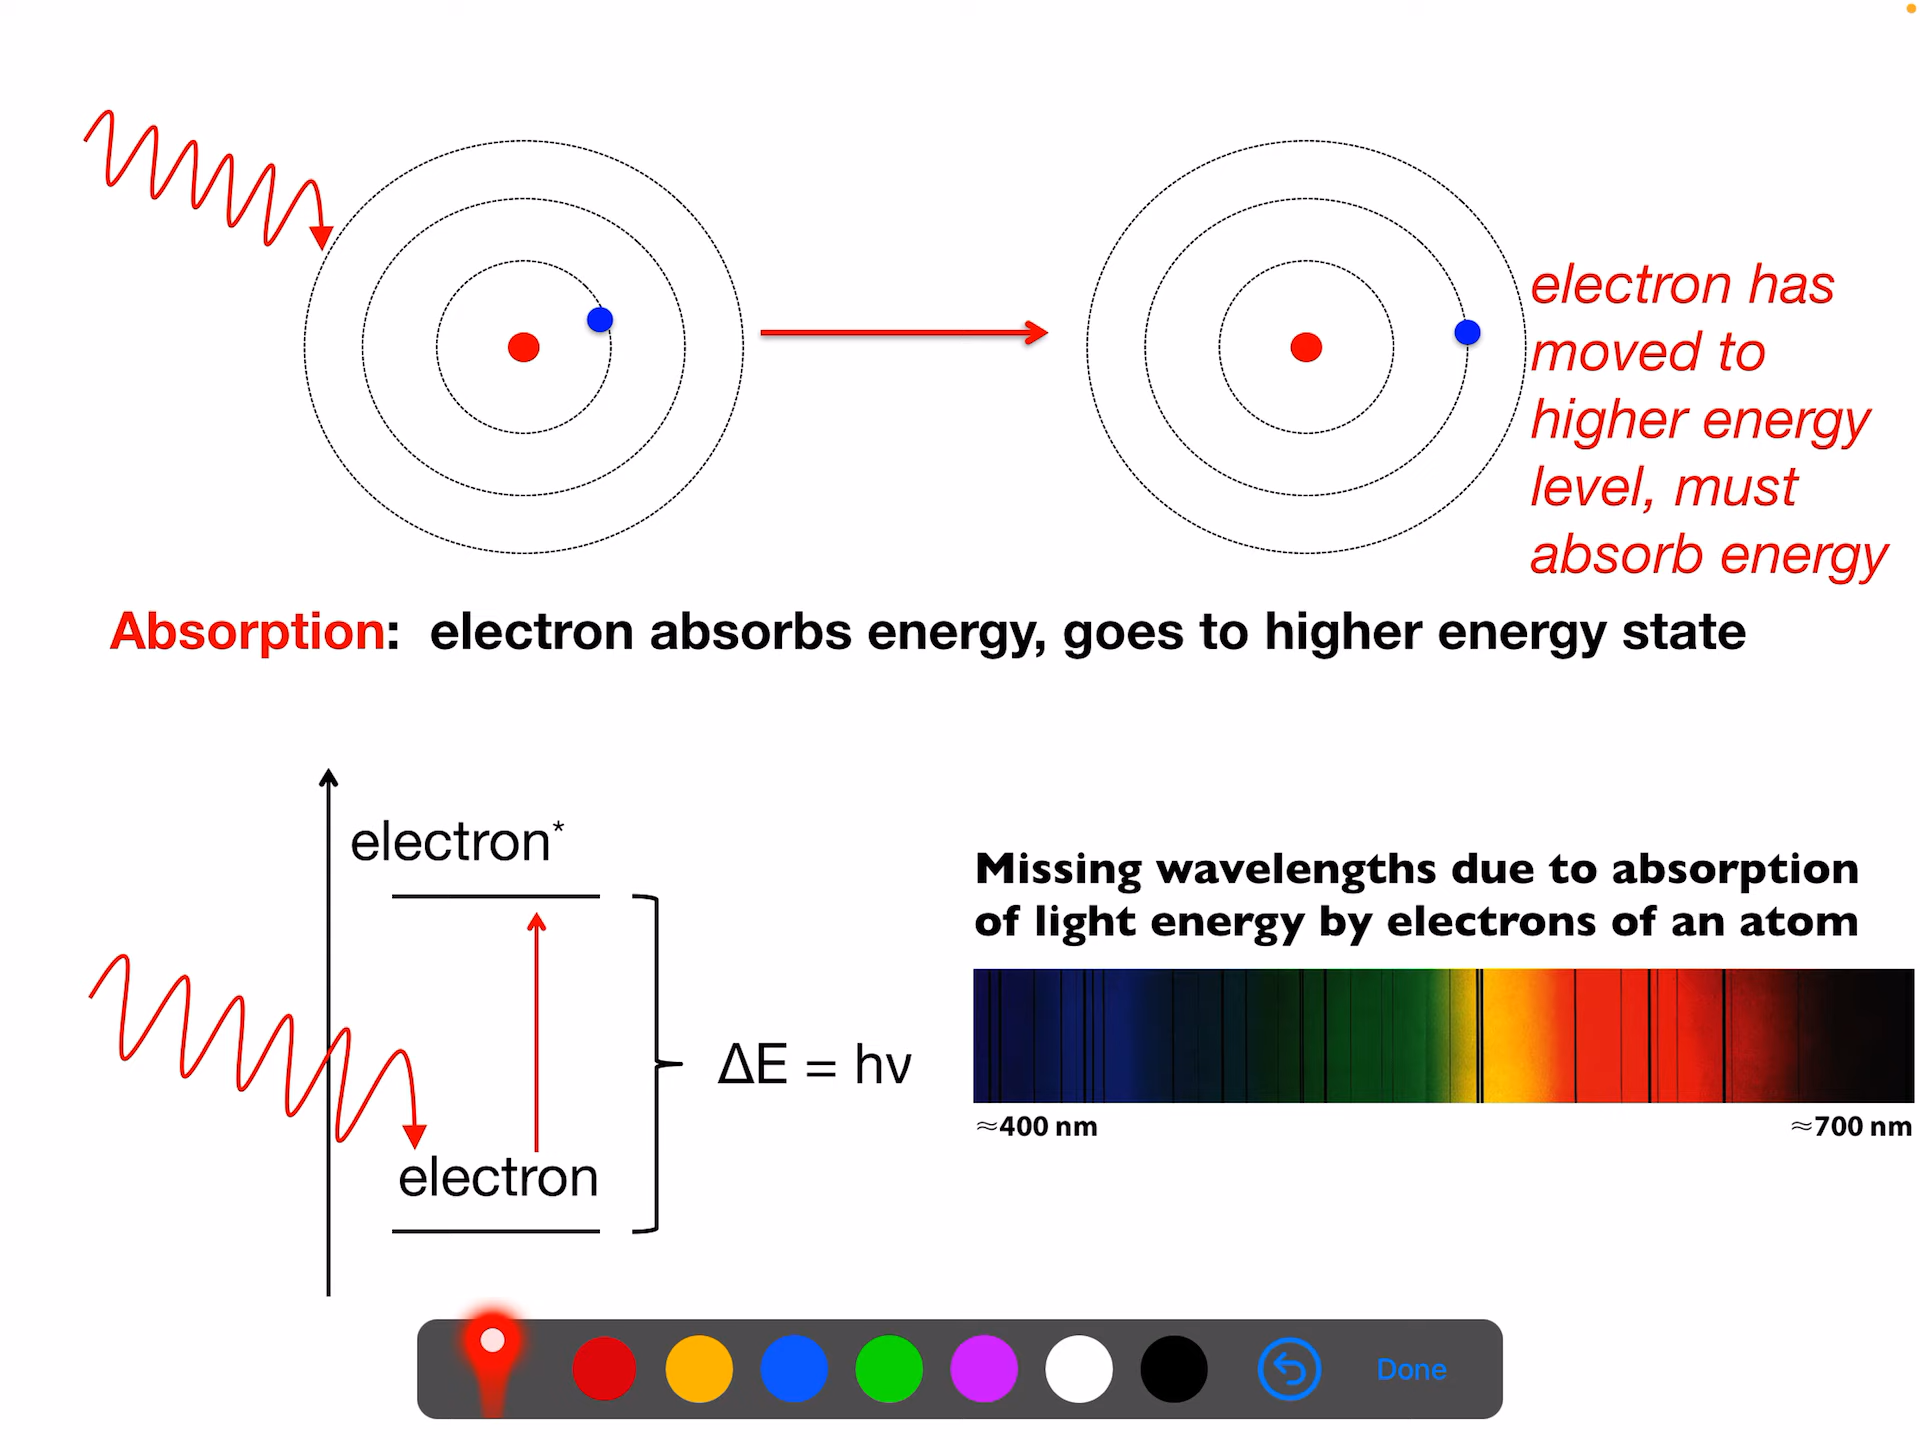 electron has
moved to
higher energy
level, must
absorb energy
Absorption: electron absorbs energy, goes to higher energy state
electron*
electron
ΔE = hν
Missing wavelengths due to absorption
of light energy by electrons of an atom
≈400 nm
≈700 nm
Done